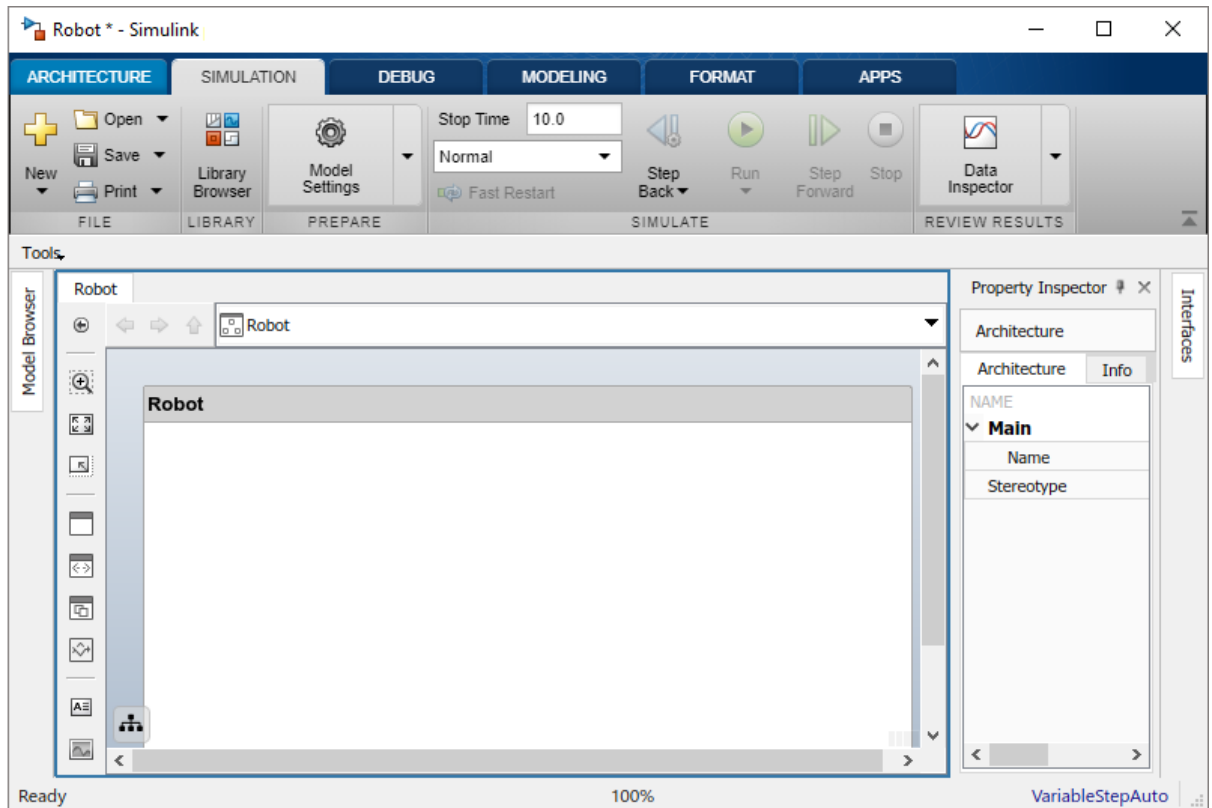 Robot * - Simulink
ARCHITECTURE SIMULATION DEBUG MODELING FORMAT APPS
New
Open
Save
Print
FILE
Library
Browser
LIBRARY
Model
Settings
PREPARE
Stop Time 10.0
Normal
Fast Restart
Step
Back
Run
Step
Forward
Stop
SIMULATE
Data
Inspector
REVIEW RESULTS
Tools
Model Browser
Robot
Robot
Robot
Property Inspector
Architecture
Architecture Info
NAME
Main
Name
Stereotype
Interfaces
Ready 100% VariableStepAuto